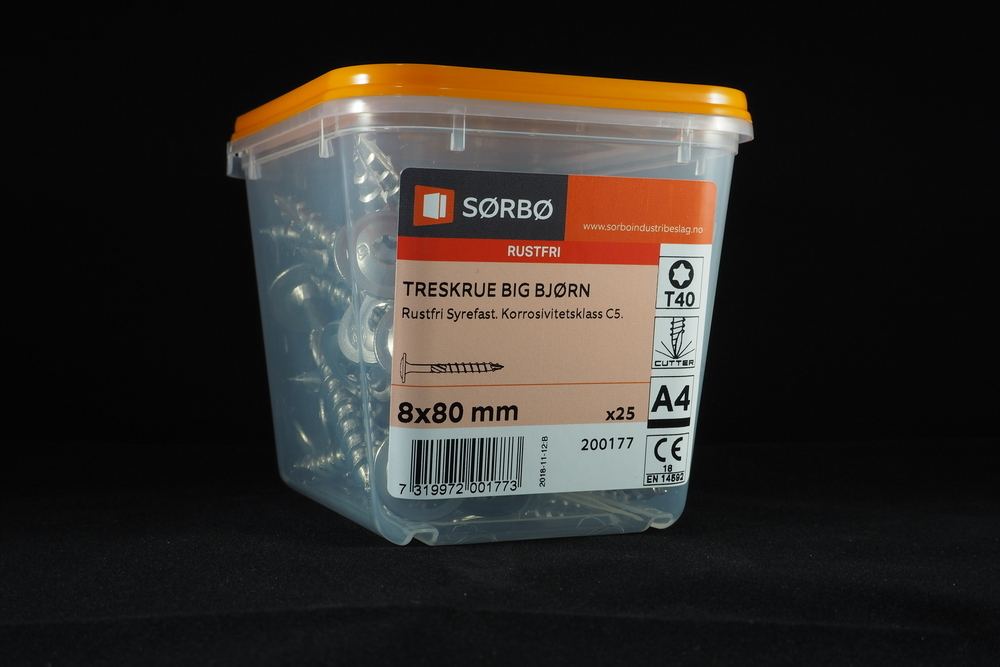 SØRBØ
www.sorboindustribeslag.no
RUSTFRI
TRESKRUE BIG BJØRN
Rustfri Syrefast. Korrosivitetsklass C5.
T40
CUTTER
8x80 mm
x25
A4
200177
2018-11-12:B
7 319972 001773
CE
18
EN 14592